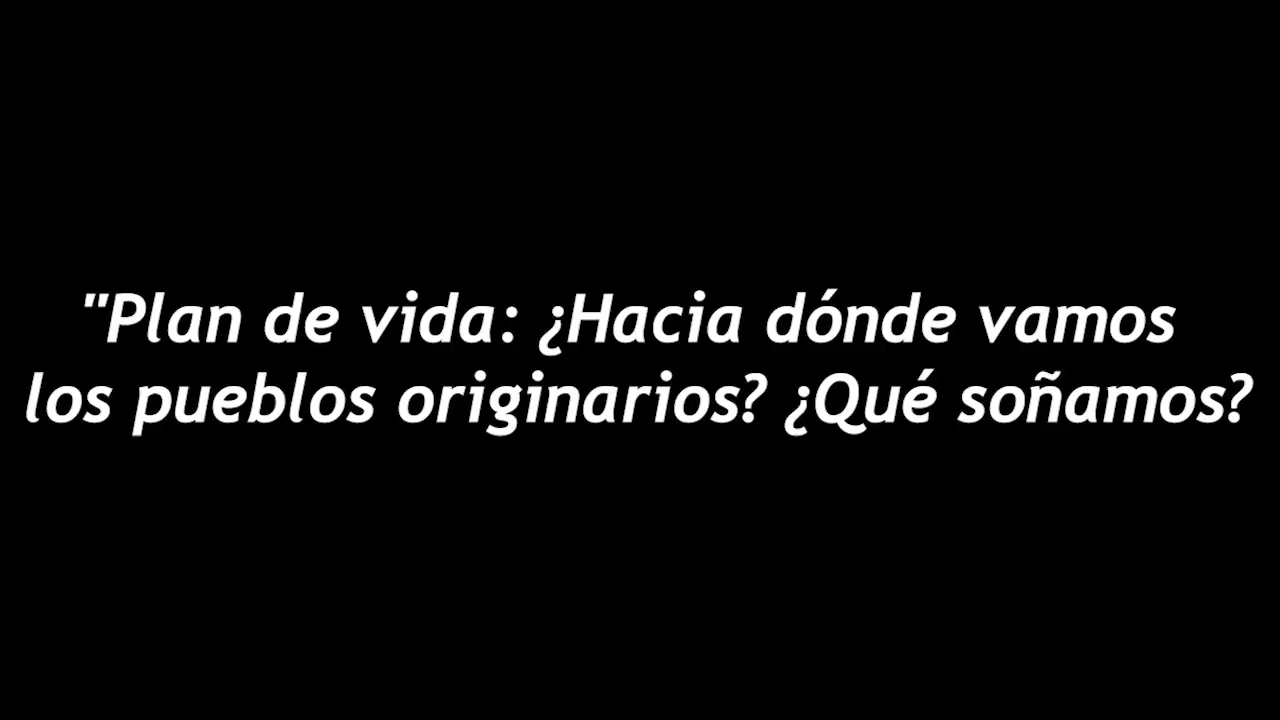 "Plan de vida: ¿Hacia dónde vamos
los pueblos originarios? ¿Qué soñamos?